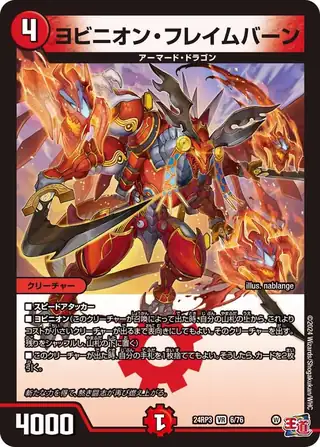 4
ヨビニオン・フレイムバーン
アーマード・ドラゴン
illus. nablange
クリーチャー
■スピードアタッカー
■ヨビニオン(このクリーチャーが召喚によって出た時、自分の山札の上から、これより
コストが小さいクリーチャーが出るまで表向きにしてもよい。そのクリーチャーを出す。
残りをシャッフルし、山札の下に置く)
■このクリーチャーが出た時、自分の手札を1枚捨ててもよい。そうしたら、カードを2枚
引く。
新たな力を得て、熱き闘志が再び燃え上がる。
©2024 Wizards/Shogakukan/WHC
4000
24RP3 VR 6/76
王道